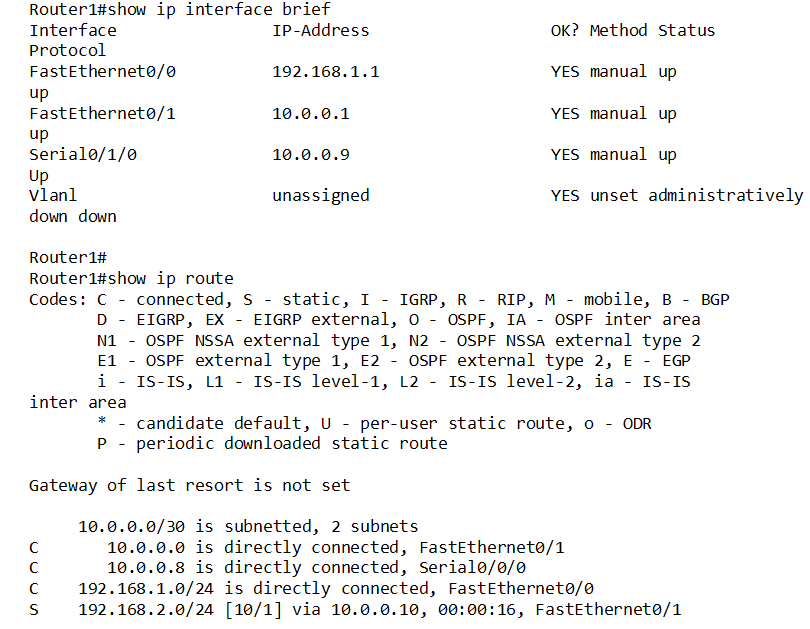 Router1#show ip interface brief
Interface                IP-Address                   OK? Method Status
Protocol
FastEthernet0/0          192.168.1.1                  YES manual up
up
FastEthernet0/1          10.0.0.1                     YES manual up
up
Serial0/1/0              10.0.0.9                     YES manual up
Up
Vlanl                    unassigned                   YES unset administratively
down down

Router1#
Router1#show ip route
Codes: C - connected, S - static, I - IGRP, R - RIP, M - mobile, B - BGP
       D - EIGRP, EX - EIGRP external, O - OSPF, IA - OSPF inter area
       N1 - OSPF NSSA external type 1, N2 - OSPF NSSA external type 2
       E1 - OSPF external type 1, E2 - OSPF external type 2, E - EGP
       i - IS-IS, L1 - IS-IS level-1, L2 - IS-IS level-2, ia - IS-IS
inter area
       * - candidate default, U - per-user static route, o - ODR
       P - periodic downloaded static route

Gateway of last resort is not set

     10.0.0.0/30 is subnetted, 2 subnets
C       10.0.0.0 is directly connected, FastEthernet0/1
C       10.0.0.8 is directly connected, Serial0/0/0
C    192.168.1.0/24 is directly connected, FastEthernet0/0
S    192.168.2.0/24 [10/1] via 10.0.0.10, 00:00:16, FastEthernet0/1